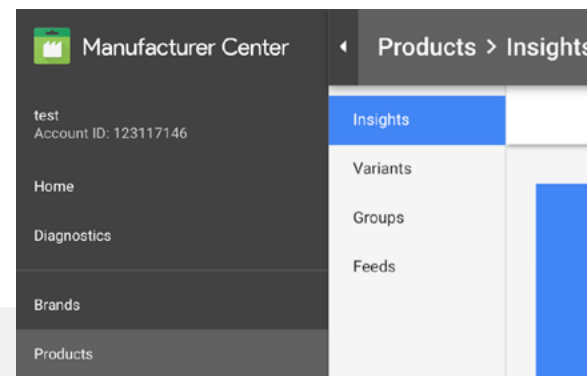 Manufacturer Center
Products > Insights
test
Account ID: 123117146
Home
Diagnostics
Brands
Products
Insights
Variants
Groups
Feeds